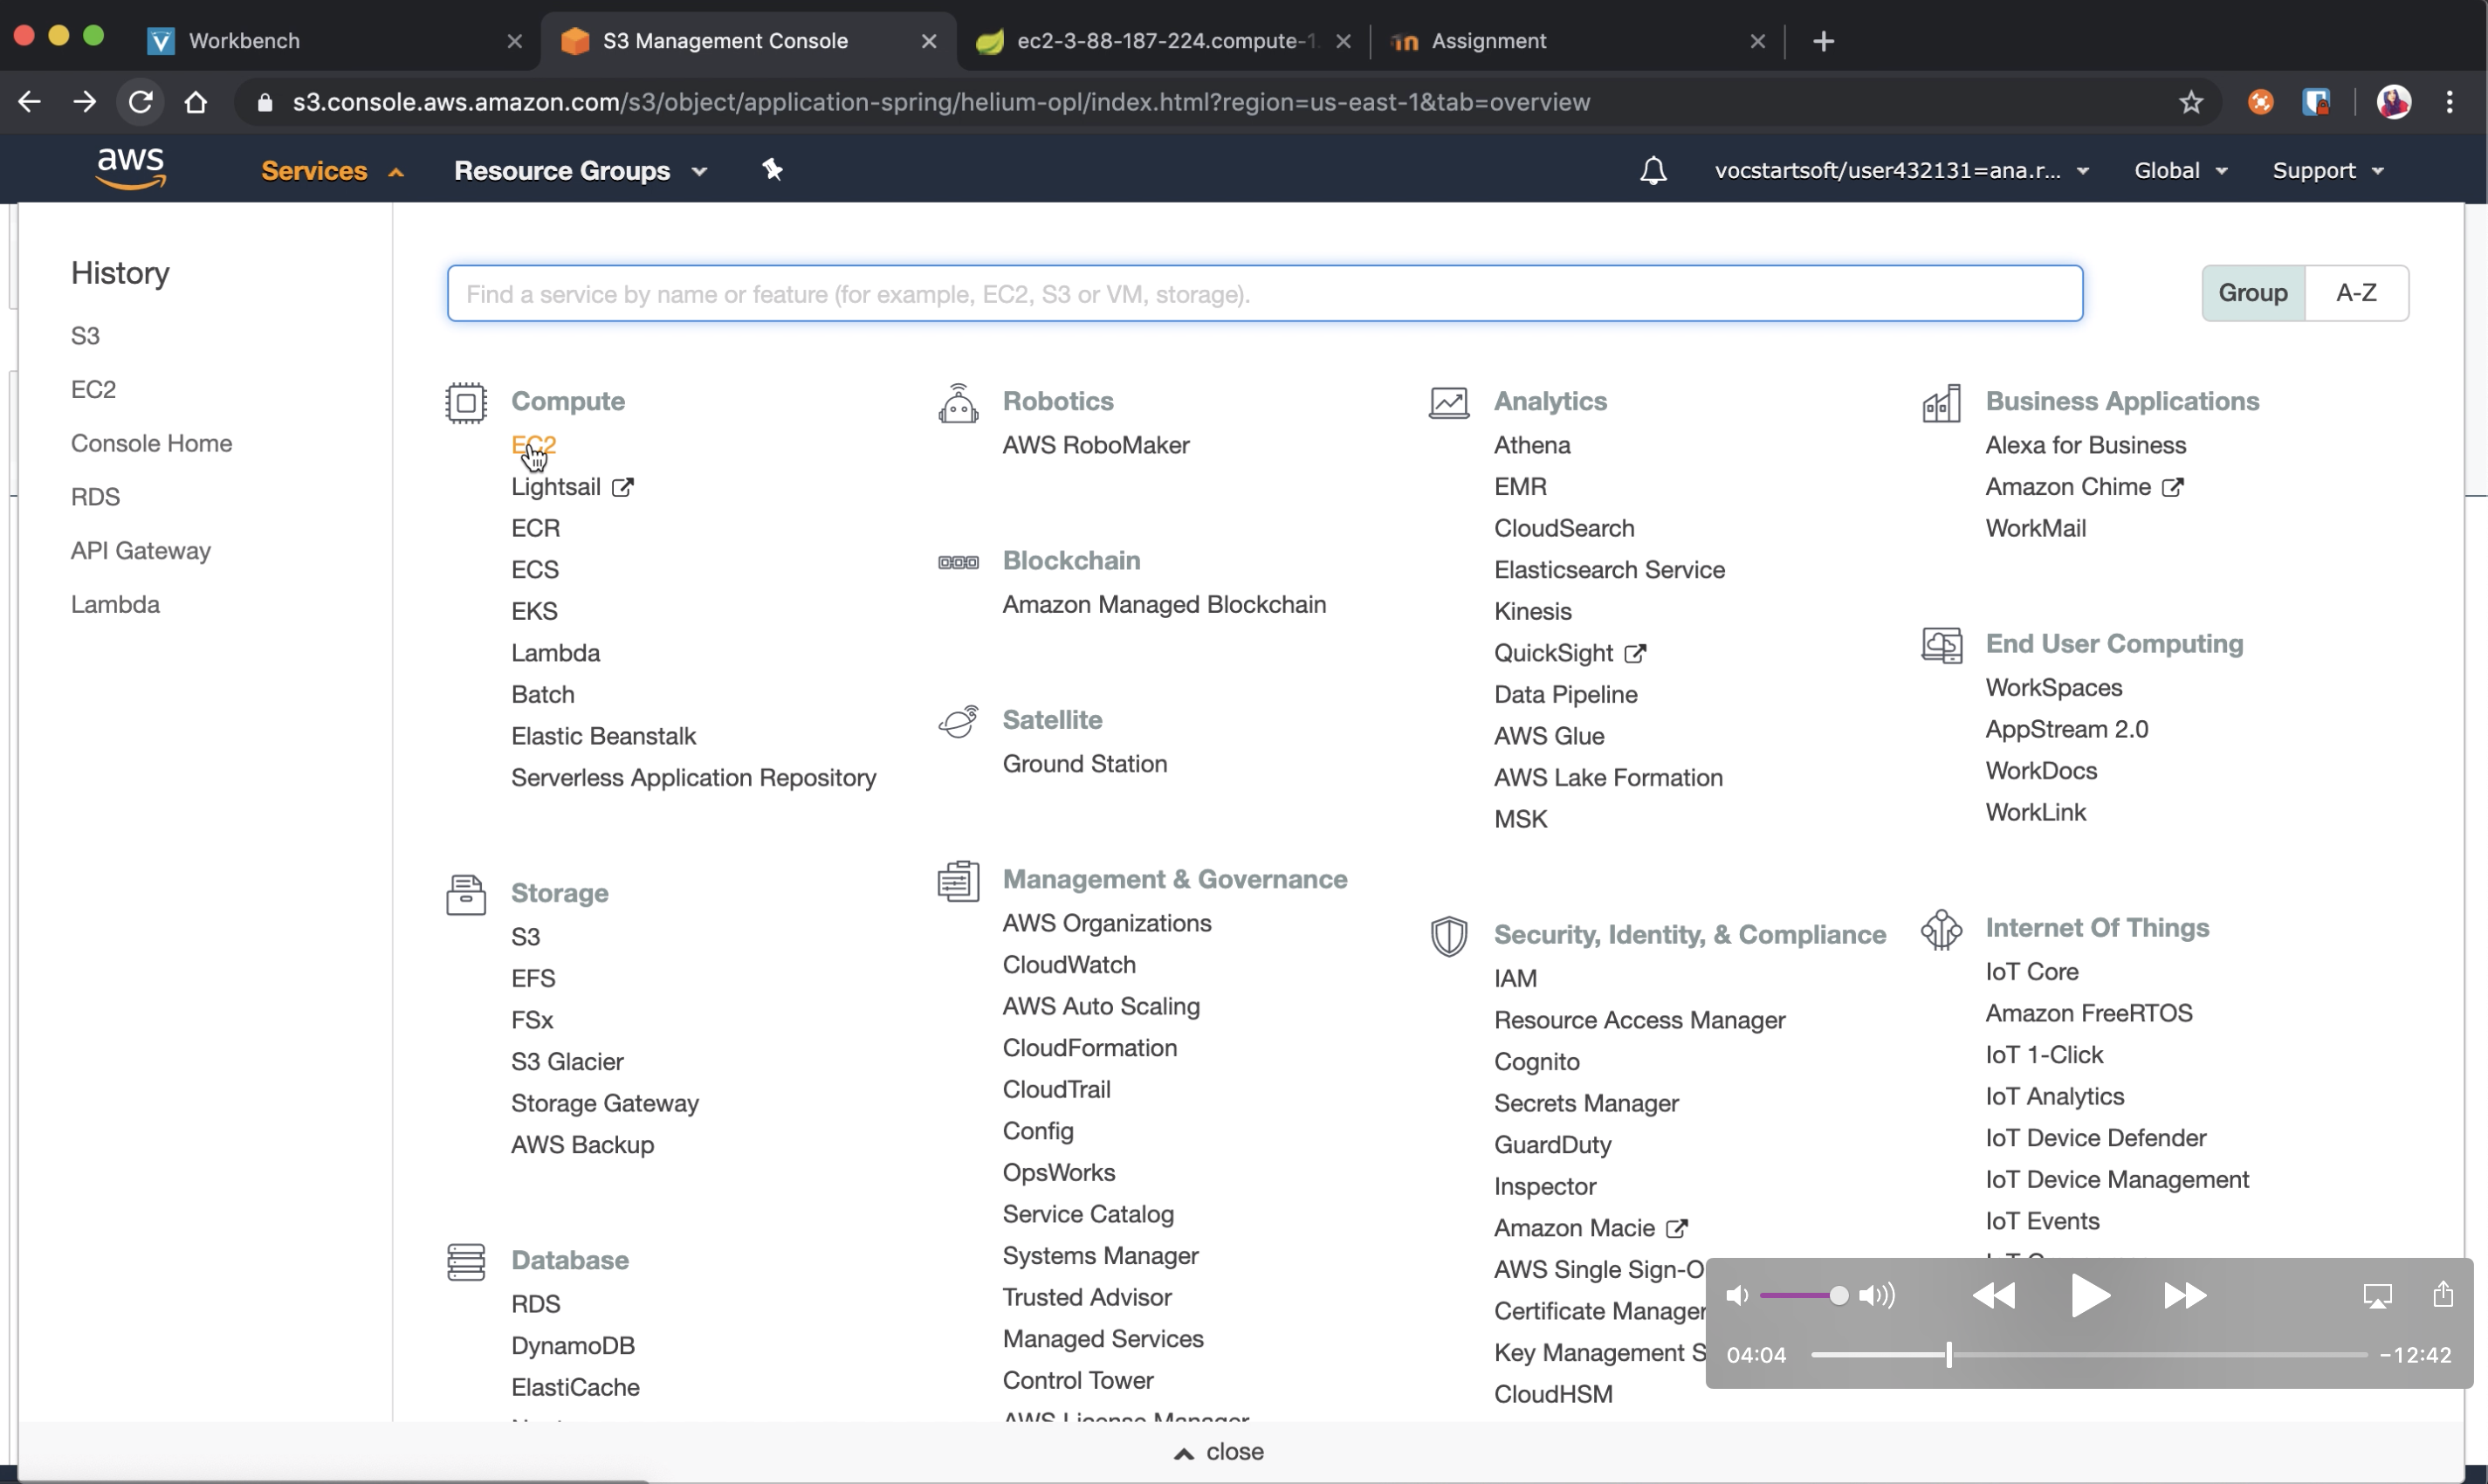 Workbench
S3 Management Console
ec2-3-88-187-224.compute-1.
Assignment
s3.console.aws.amazon.com/s3/object/application-spring/helium-opl/index.html?region=us-east-1&tab=overview
aws
Services
Resource Groups
vocstartsoft/user432131=ana.r...
Global
Support
History
S3
EC2
Console Home
RDS
API Gateway
Lambda
Find a service by name or feature (for example, EC2, S3 or VM, storage).
Group
A-Z
Compute
EC2
Lightsail
ECR
ECS
EKS
Lambda
Batch
Elastic Beanstalk
Serverless Application Repository
Storage
S3
EFS
FSx
S3 Glacier
Storage Gateway
AWS Backup
Database
RDS
DynamoDB
ElastiCache
Robotics
AWS RoboMaker
Blockchain
Amazon Managed Blockchain
Satellite
Ground Station
Management & Governance
AWS Organizations
CloudWatch
AWS Auto Scaling
CloudFormation
CloudTrail
Config
OpsWorks
Service Catalog
Systems Manager
Trusted Advisor
Managed Services
Control Tower
AWS License Manager
Analytics
Athena
EMR
CloudSearch
Elasticsearch Service
Kinesis
QuickSight
Data Pipeline
AWS Glue
AWS Lake Formation
MSK
Security, Identity, & Compliance
IAM
Resource Access Manager
Cognito
Secrets Manager
GuardDuty
Inspector
Amazon Macie
AWS Single Sign-O
Certificate Manager
Key Management S
CloudHSM
Business Applications
Alexa for Business
Amazon Chime
WorkMail
End User Computing
WorkSpaces
AppStream 2.0
WorkDocs
WorkLink
Internet Of Things
IoT Core
Amazon FreeRTOS
IoT 1-Click
IoT Analytics
IoT Device Defender
IoT Device Management
IoT Events
04:04
-12:42
close